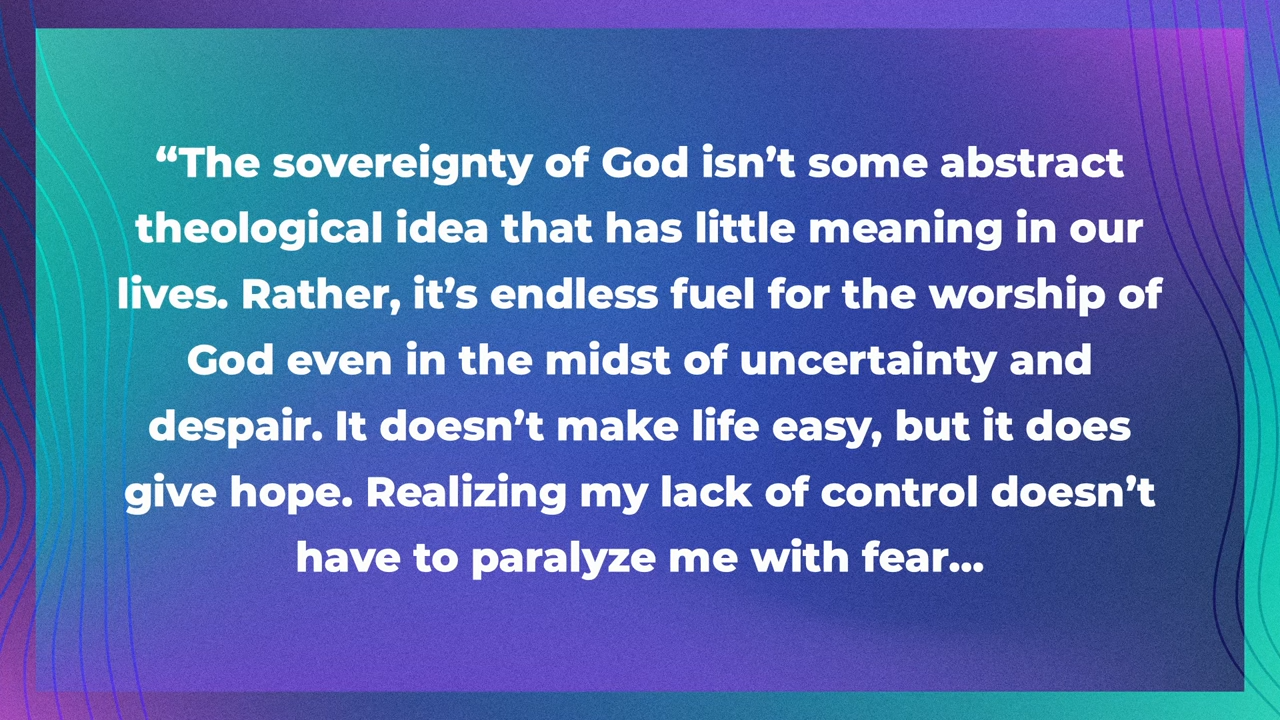 “The sovereignty of God isn’t some abstract
theological idea that has little meaning in our
lives. Rather, it’s endless fuel for the worship of
God even in the midst of uncertainty and
despair. It doesn’t make life easy, but it does
give hope. Realizing my lack of control doesn’t
have to paralyze me with fear...